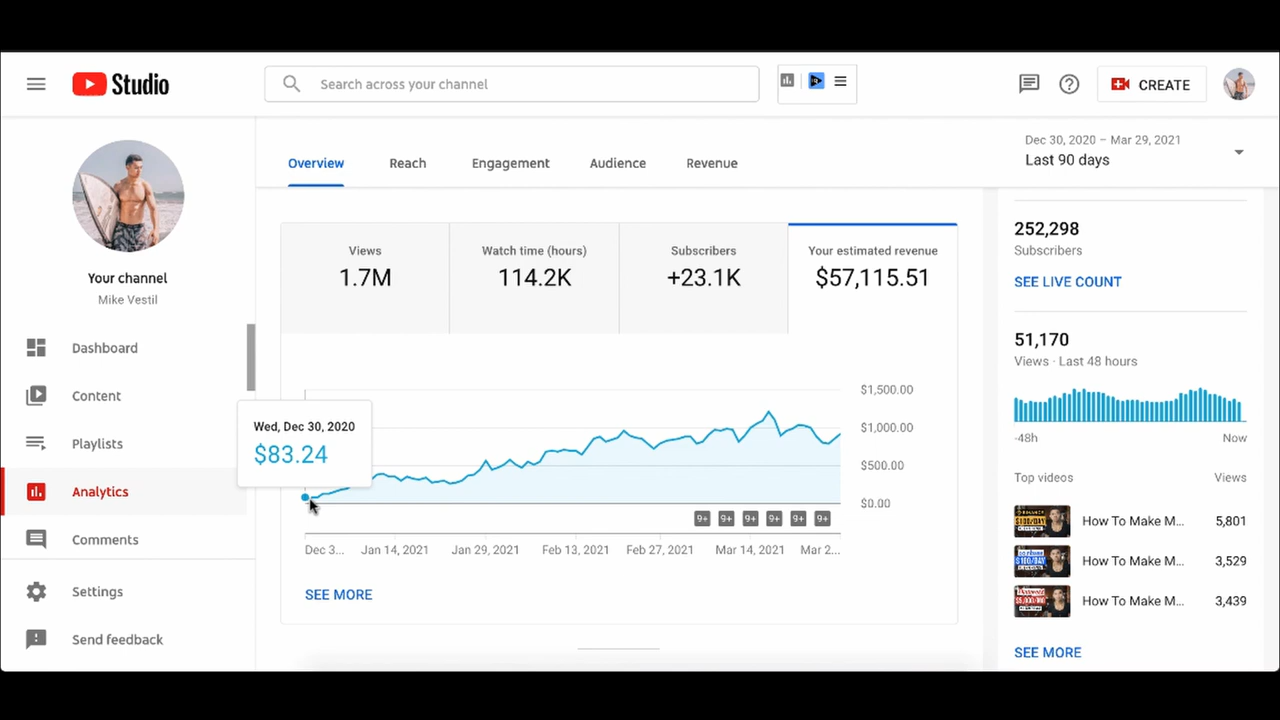 Studio
Search across your channel
CREATE
Your channel
Mike Vestil
Dashboard
Content
Playlists
Analytics
Comments
Settings
Send feedback
Overview
Reach
Engagement
Audience
Revenue
Dec 30, 2020 – Mar 29, 2021
Last 90 days
Views
1.7M
Watch time (hours)
114.2K
Subscribers
+23.1K
Your estimated revenue
$57,115.51
Wed, Dec 30, 2020
$83.24
$1,500.00
$1,000.00
$500.00
$0.00
9+ 9+ 9+ 9+ 9+ 9+
Dec 3... Jan 14, 2021 Jan 29, 2021 Feb 13, 2021 Feb 27, 2021 Mar 14, 2021 Mar 2...
SEE MORE
252,298
Subscribers
SEE LIVE COUNT
51,170
Views · Last 48 hours
-48h Now
Top videos Views
How To Make M... 5,801
How To Make M... 3,529
How To Make M... 3,439
SEE MORE